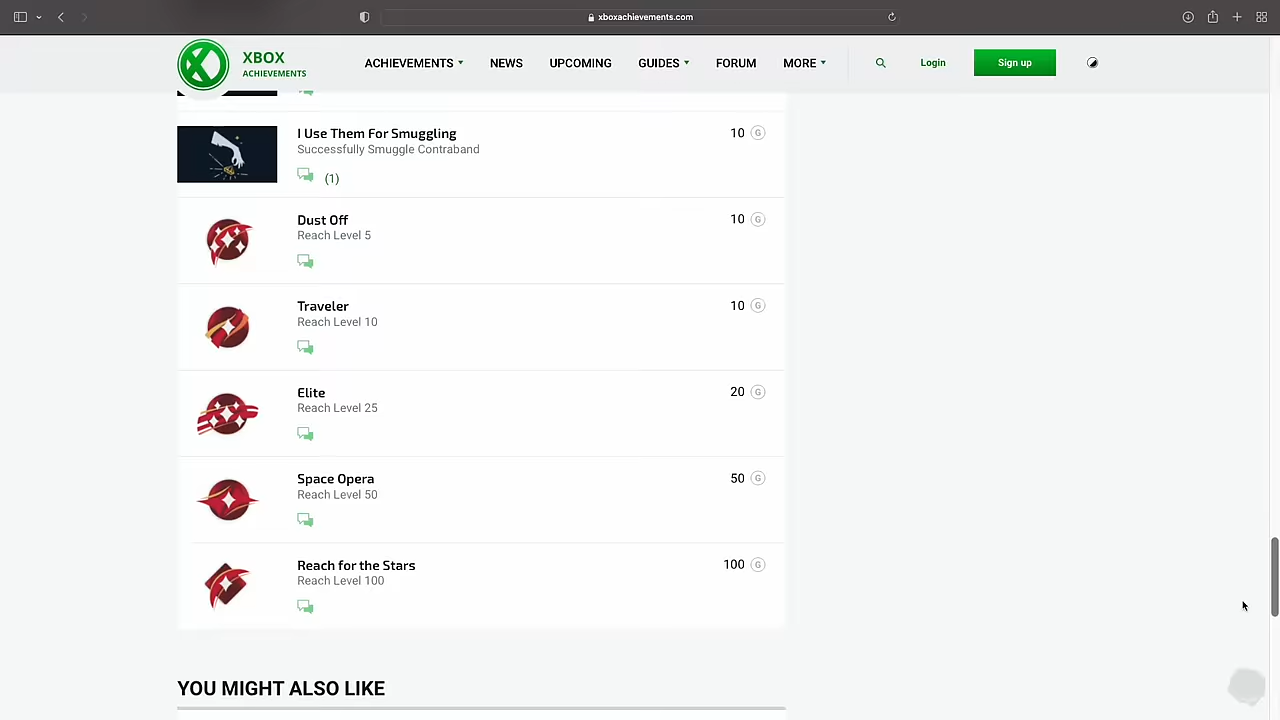 xboxachievements.com
XBOX
ACHIEVEMENTS
ACHIEVEMENTS
NEWS
UPCOMING
GUIDES
FORUM
MORE
Login
Sign up
I Use Them For Smuggling
10 G
Successfully Smuggle Contraband
(1)
Dust Off
10 G
Reach Level 5
Traveler
10 G
Reach Level 10
Elite
20 G
Reach Level 25
Space Opera
50 G
Reach Level 50
Reach for the Stars
100 G
Reach Level 100
YOU MIGHT ALSO LIKE